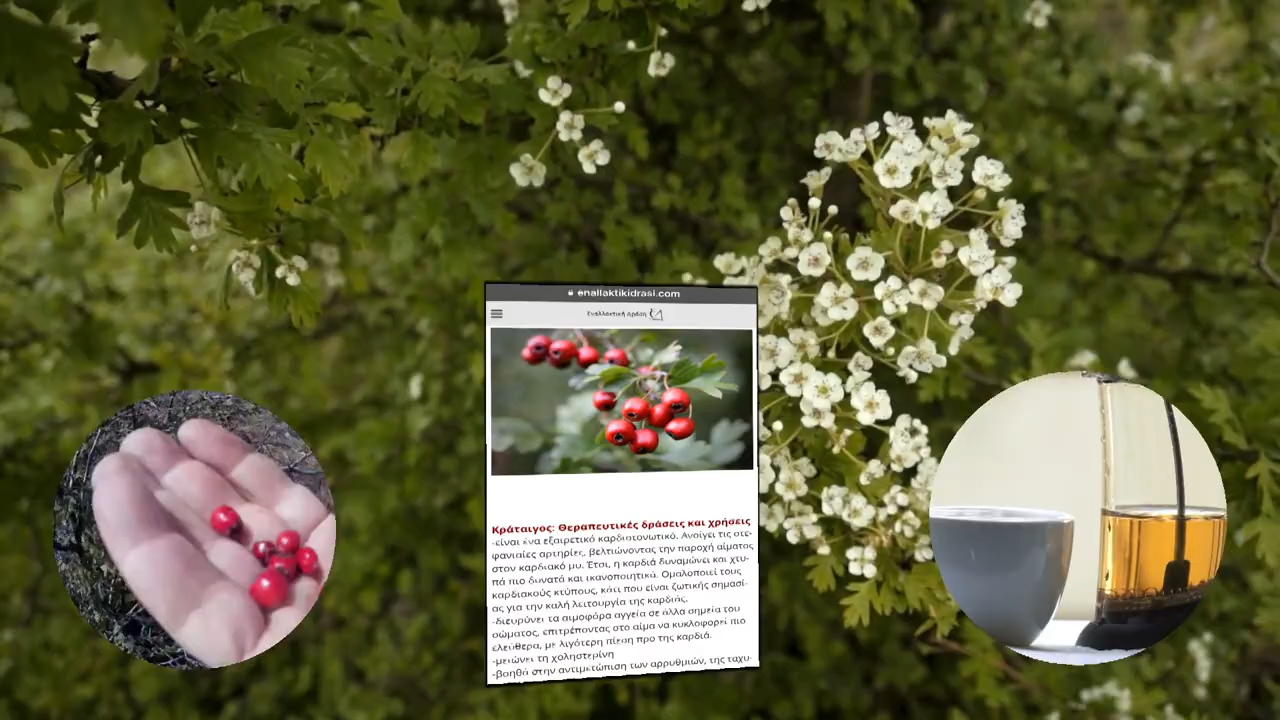 enallaktikidrasi.com
Εναλλακτική Δράση
Κράταιγος: Θεραπευτικές δράσεις και χρήσεις
-είναι ένα εξαιρετικό καρδιοτονωτικό. Ανοίγει τις στε-
φανιαίες αρτηρίες, βελτιώνοντας την παροχή αίματος
στον καρδιακό μυ. Έτσι, η καρδιά δυναμώνει και χτυ-
πά πιο δυνατά και ικανοποιητικά. Ομαλοποιεί τους
καρδιακούς κτύπους, κάτι που είναι ζωτικής σημασί-
ας για την καλή λειτουργία της καρδιάς.
-διευρύνει τα αιμοφόρα αγγεία σε άλλα σημεία του
σώματος, επιτρέποντας στο αίμα να κυκλοφορεί πιο
ελεύθερα, με λιγότερη πίεση προ της καρδιά.
-μειώνει τη χοληστερίνη
-βοηθά στην αντιμετώπιση των αρρυθμιών, της ταχυ-